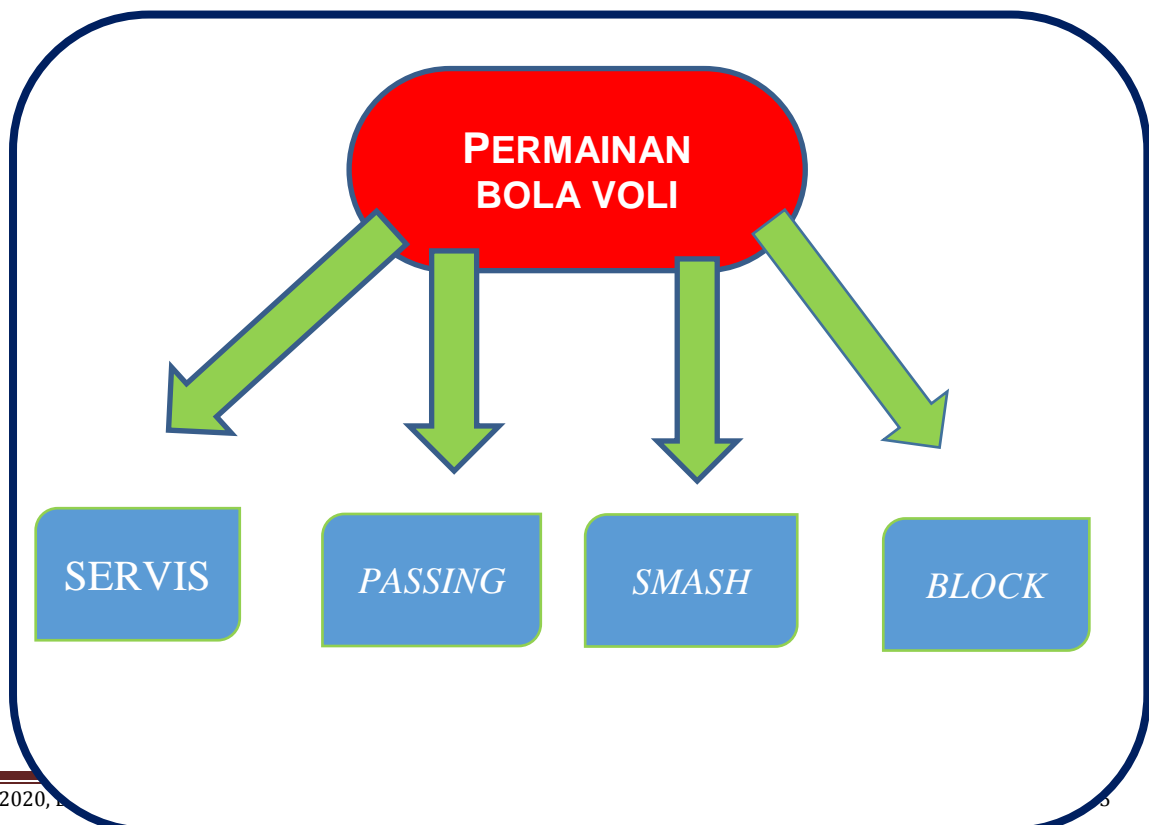 PERMAINAN
BOLA VOLI
SERVIS
PASSING
SMASH
BLOCK
2020,